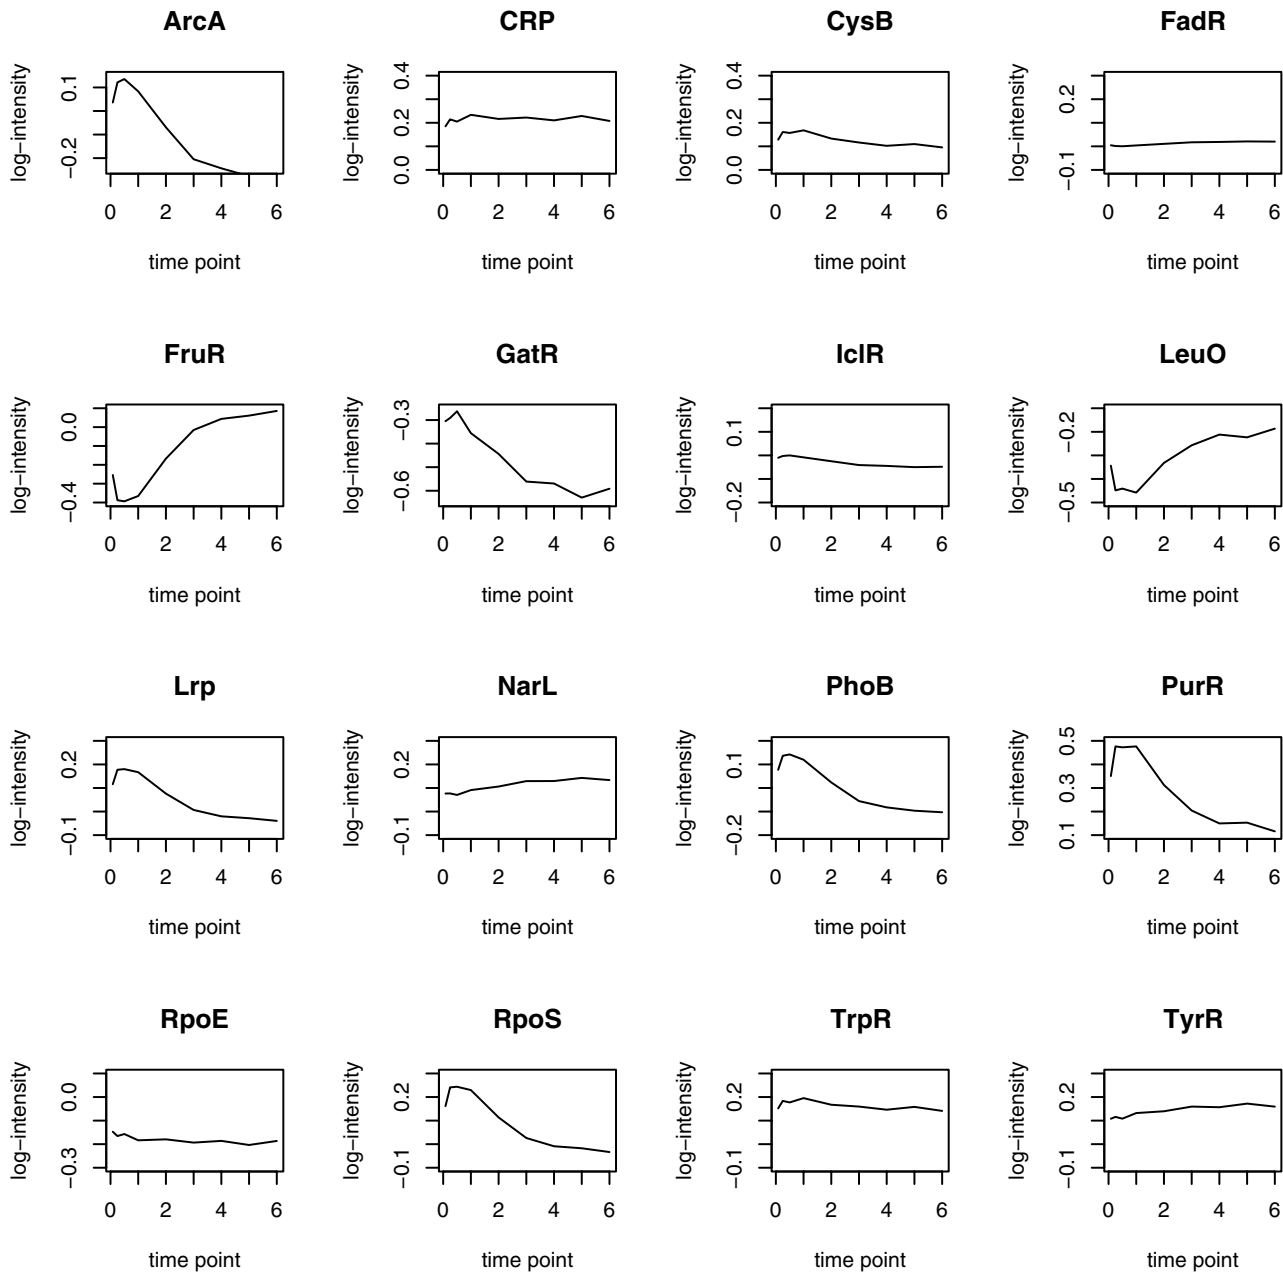 ArcA CRP CysB FadR
log−intensity −0.2 0.1 log−intensity 0.0 0.2 0.4 log−intensity 0.0 0.2 0.4 log−intensity −0.1 0.2
0 2 4 6 0 2 4 6 0 2 4 6 0 2 4 6
time point time point time point time point
FruR GatR IclR LeuO
log−intensity −0.4 0.0 log−intensity −0.6 −0.3 log−intensity −0.2 0.1 log−intensity −0.5 −0.2
0 2 4 6 0 2 4 6 0 2 4 6 0 2 4 6
time point time point time point time point
Lrp NarL PhoB PurR
log−intensity −0.1 0.2 log−intensity −0.1 0.2 log−intensity −0.2 0.1 log−intensity 0.1 0.3 0.5
0 2 4 6 0 2 4 6 0 2 4 6 0 2 4 6
time point time point time point time point
RpoE RpoS TrpR TyrR
log−intensity −0.3 0.0 log−intensity −0.1 0.2 log−intensity −0.1 0.2 log−intensity −0.1 0.2
0 2 4 6 0 2 4 6 0 2 4 6 0 2 4 6
time point time point time point time point